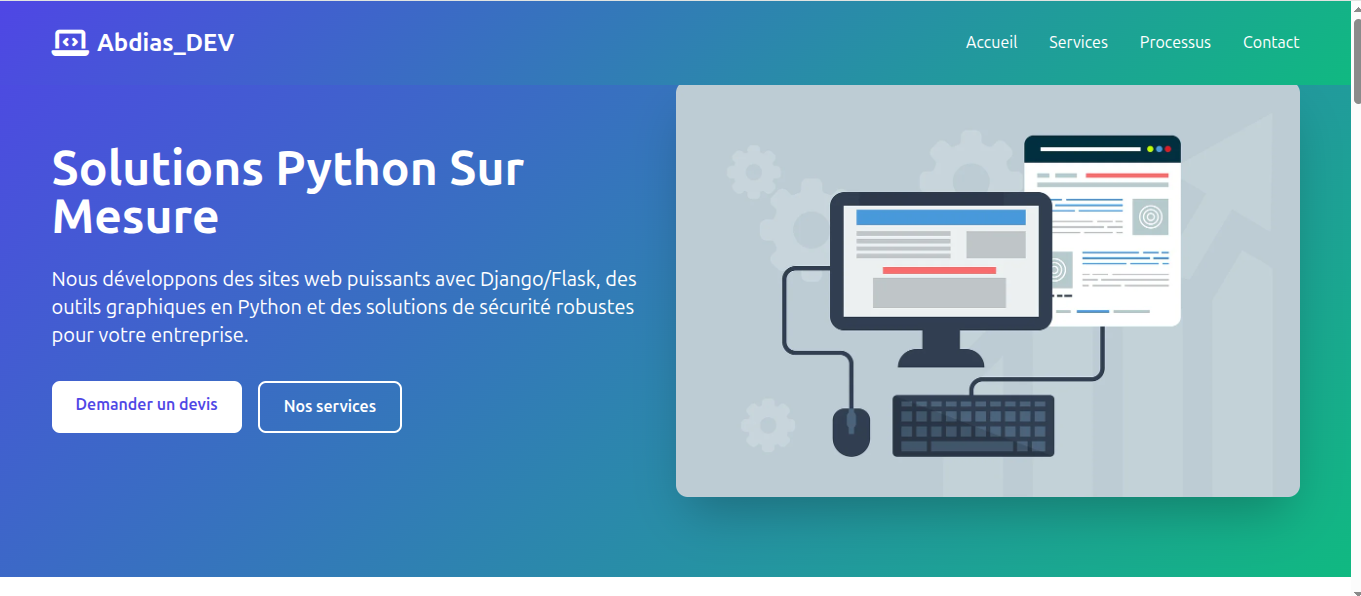 Abdias_DEV
Accueil Services Processus Contact
Solutions Python Sur
Mesure
Nous développons des sites web puissants avec Django/Flask, des
outils graphiques en Python et des solutions de sécurité robustes
pour votre entreprise.
Demander un devis
Nos services